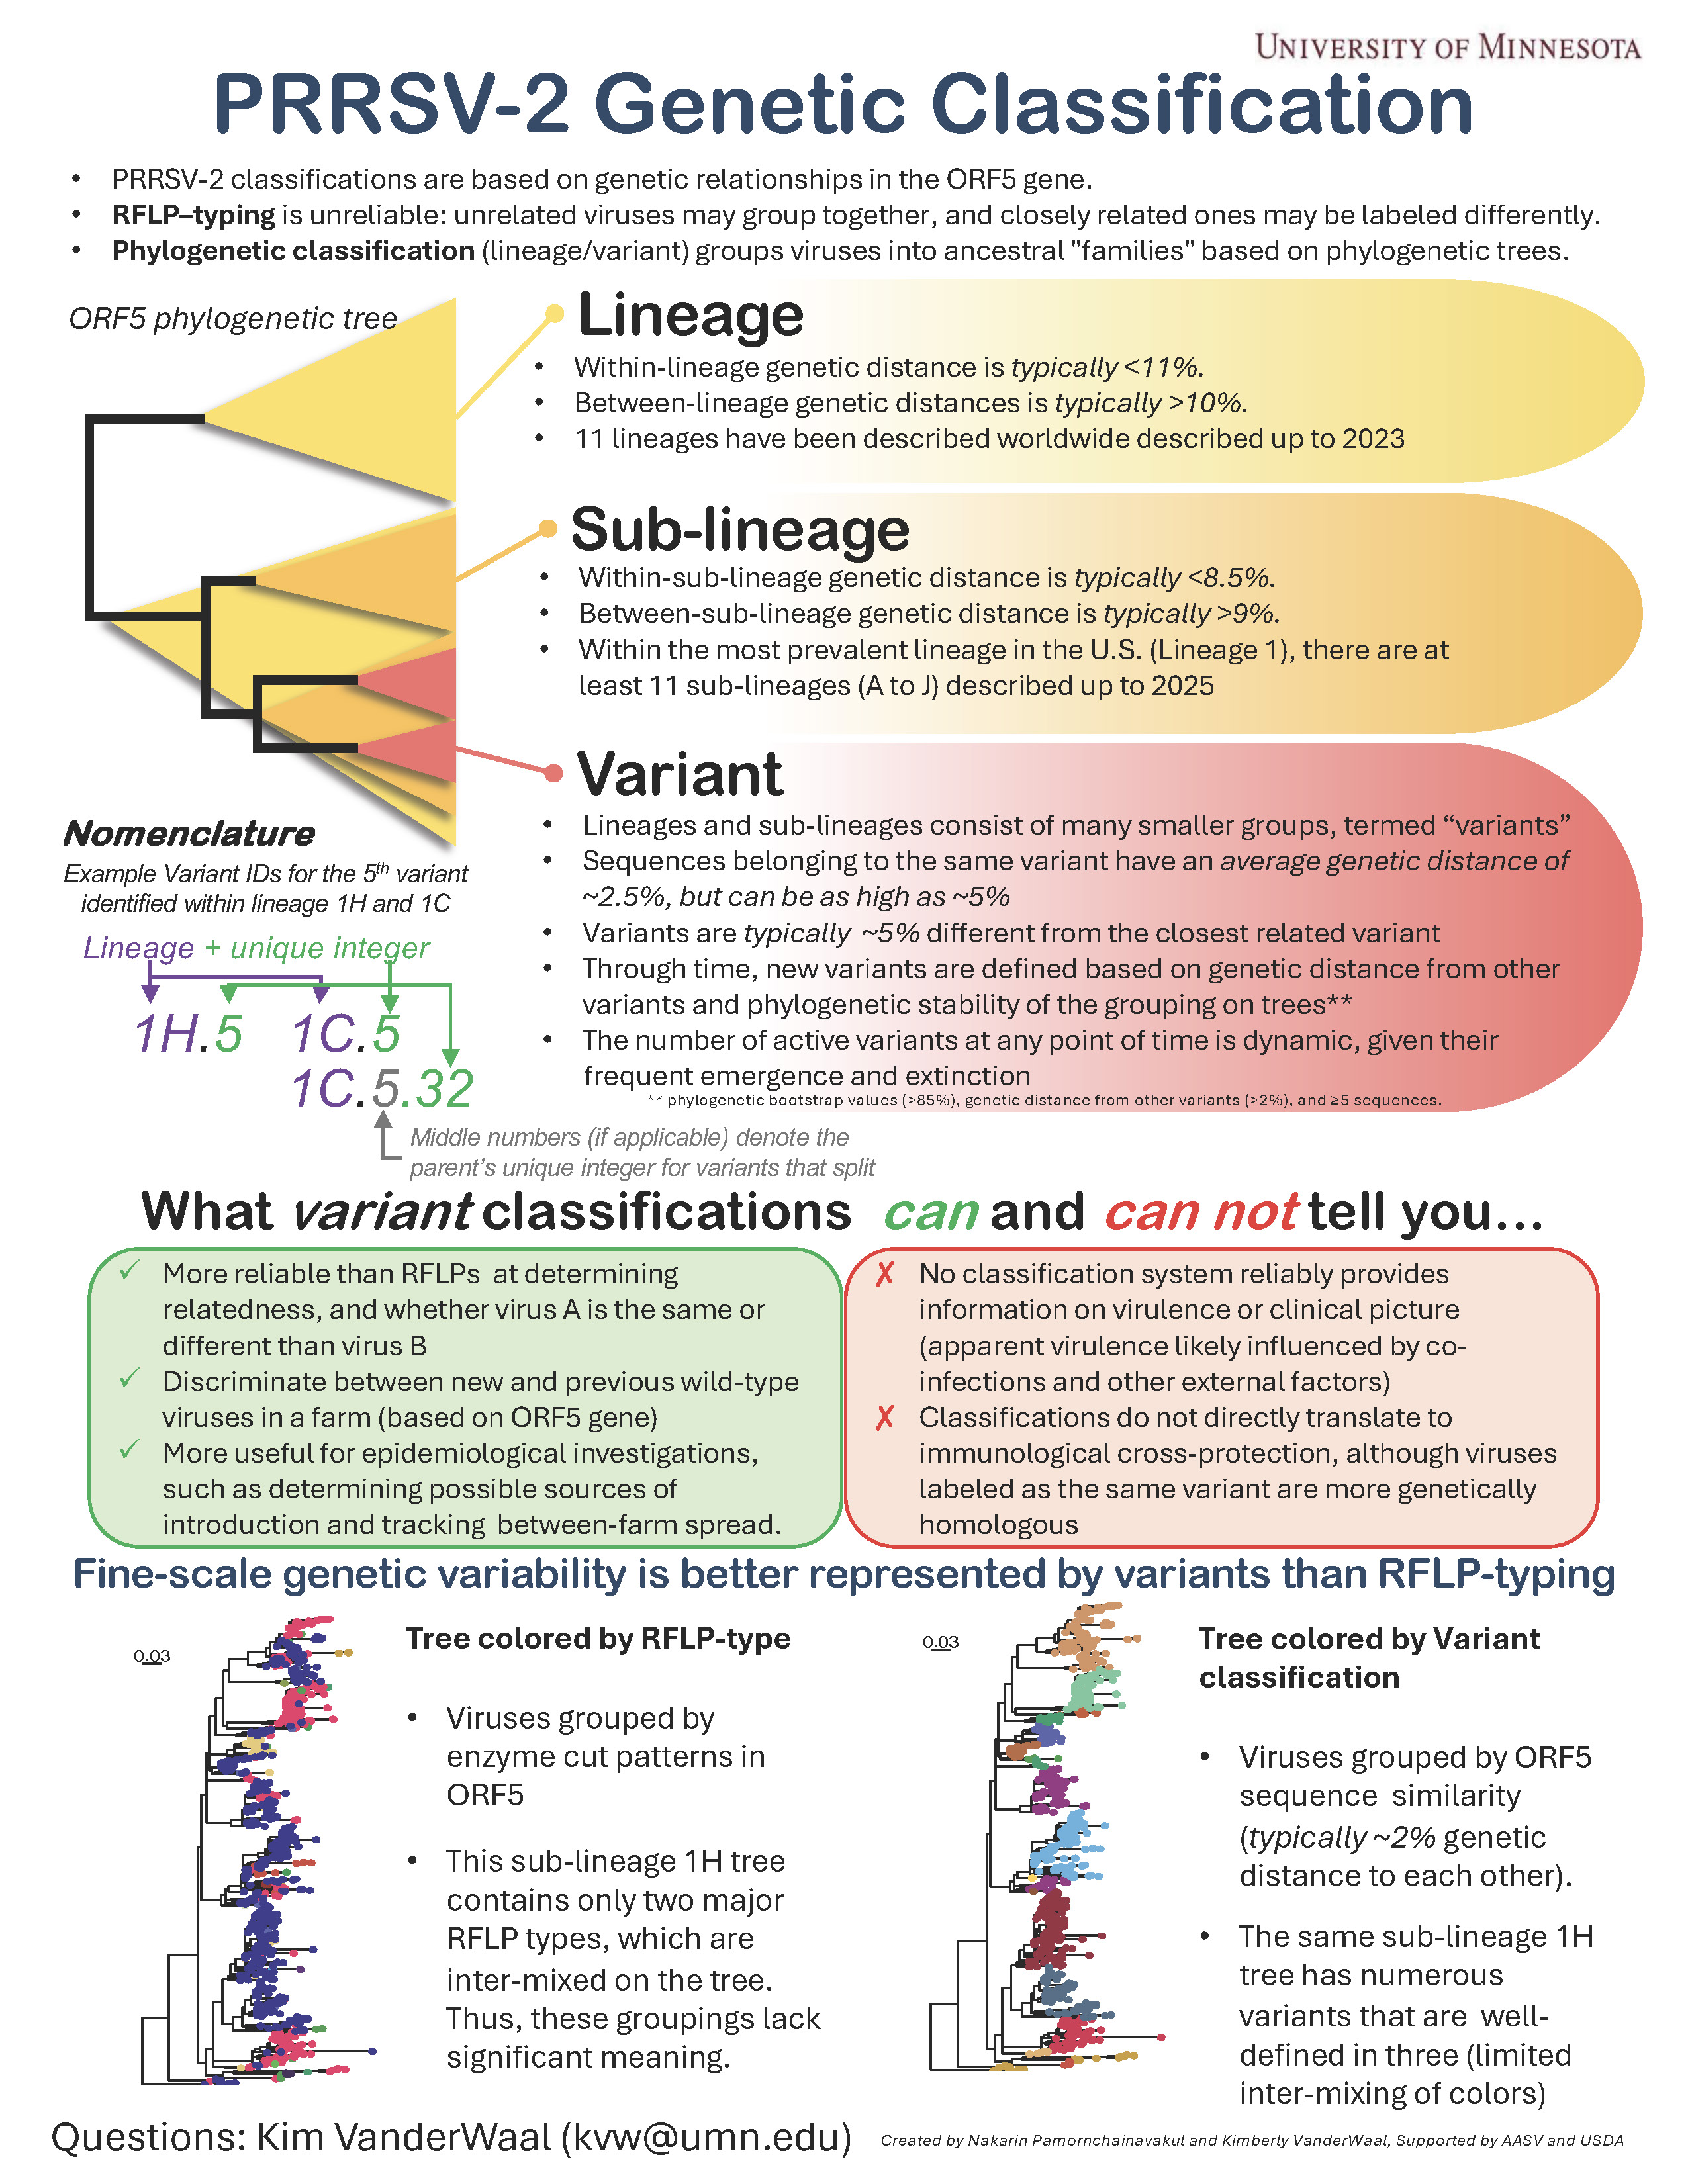 UNIVERSITY OF MINNESOTA
PRRSV-2 Genetic Classification
• PRRSV-2 classifications are based on genetic relationships in the ORF5 gene.
• RFLP–typing is unreliable: unrelated viruses may group together, and closely related ones may be labeled differently.
• Phylogenetic classification (lineage/variant) groups viruses into ancestral "families" based on phylogenetic trees.
ORF5 phylogenetic tree
Lineage
• Within-lineage genetic distance is typically <11%.
• Between-lineage genetic distances is typically >10%.
• 11 lineages have been described worldwide described up to 2023
Sub-lineage
• Within-sub-lineage genetic distance is typically <8.5%.
• Between-sub-lineage genetic distance is typically >9%.
• Within the most prevalent lineage in the U.S. (Lineage 1), there are at
least 11 sub-lineages (A to J) described up to 2025
Variant
• Lineages and sub-lineages consist of many smaller groups, termed “variants”
• Sequences belonging to the same variant have an average genetic distance of
~2.5%, but can be as high as ~5%
• Variants are typically ~5% different from the closest related variant
• Through time, new variants are defined based on genetic distance from other
variants and phylogenetic stability of the grouping on trees**
• The number of active variants at any point of time is dynamic, given their
frequent emergence and extinction
** phylogenetic bootstrap values (>85%), genetic distance from other variants (>2%), and ≥5 sequences.
Nomenclature
Example Variant IDs for the 5th variant
identified within lineage 1H and 1C
Lineage + unique integer
1H.5 1C.5
1C.5.32
Middle numbers (if applicable) denote the
parent’s unique integer for variants that split
What variant classifications can and can not tell you...
✓ More reliable than RFLPs at determining
relatedness, and whether virus A is the same or
different than virus B
✓ Discriminate between new and previous wild-type
viruses in a farm (based on ORF5 gene)
✓ More useful for epidemiological investigations,
such as determining possible sources of
introduction and tracking between-farm spread.
✗ No classification system reliably provides
information on virulence or clinical picture
(apparent virulence likely influenced by co-
infections and other external factors)
✗ Classifications do not directly translate to
immunological cross-protection, although viruses
labeled as the same variant are more genetically
homologous
Fine-scale genetic variability is better represented by variants than RFLP-typing
0.03
Tree colored by RFLP-type
• Viruses grouped by
enzyme cut patterns in
ORF5
• This sub-lineage 1H tree
contains only two major
RFLP types, which are
inter-mixed on the tree.
Thus, these groupings lack
significant meaning.
0.03
Tree colored by Variant
classification
• Viruses grouped by ORF5
sequence similarity
(typically ~2% genetic
distance to each other).
• The same sub-lineage 1H
tree has numerous
variants that are well-
defined in three (limited
inter-mixing of colors)
Questions: Kim VanderWaal (kvw@umn.edu)
Created by Nakarin Pamornchainavakul and Kimberly VanderWaal, Supported by AASV and USDA